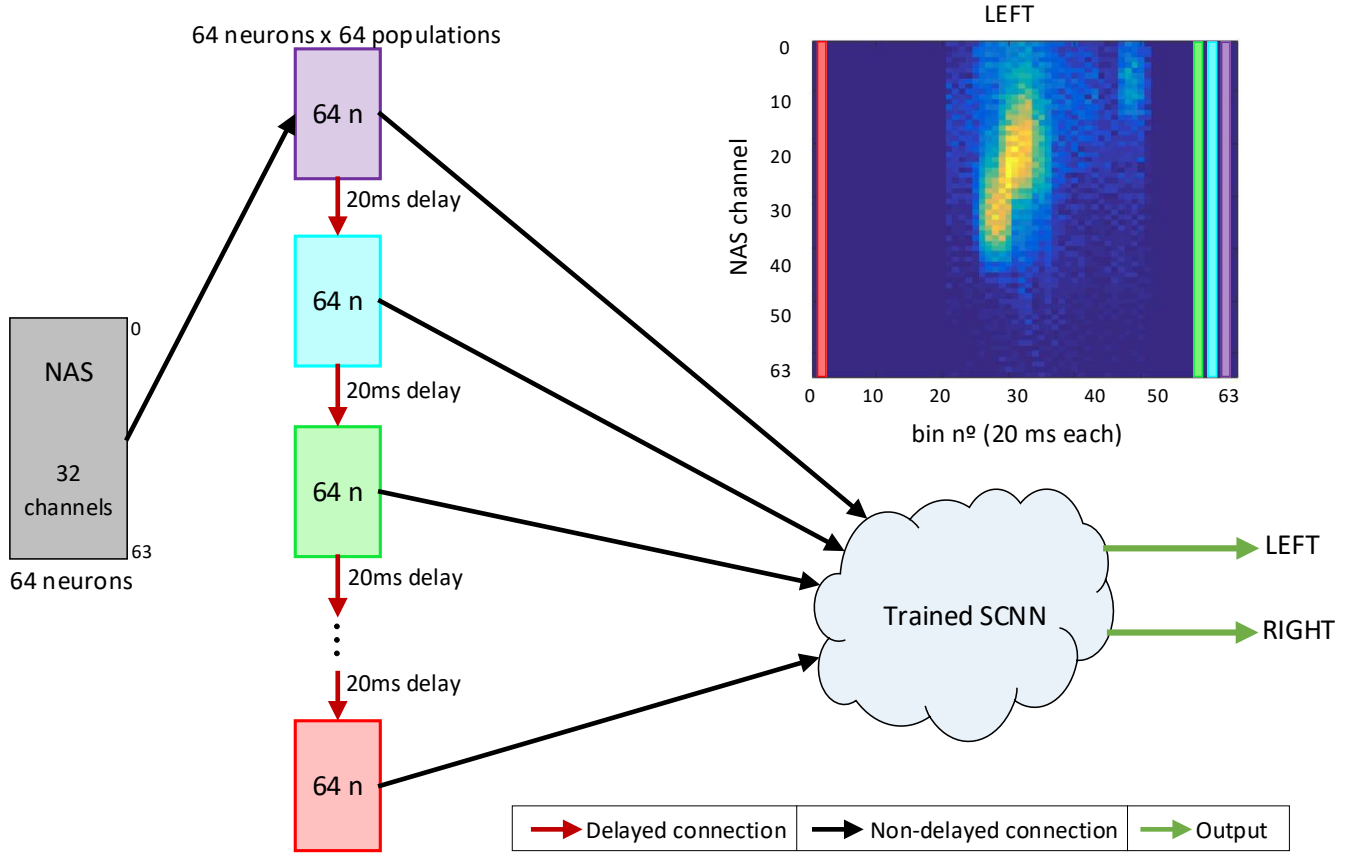 64 neurons x 64 populations
64 n
20ms delay
64 n
20ms delay
64 n
20ms delay
20ms delay
64 n
NAS
32
channels
0
63
64 neurons
LEFT
NAS channel
0
10
20
30
40
50
63
0
10
20
30
40
50
63
bin nº (20 ms each)
Trained SCNN
LEFT
RIGHT
Delayed connection
Non-delayed connection
Output